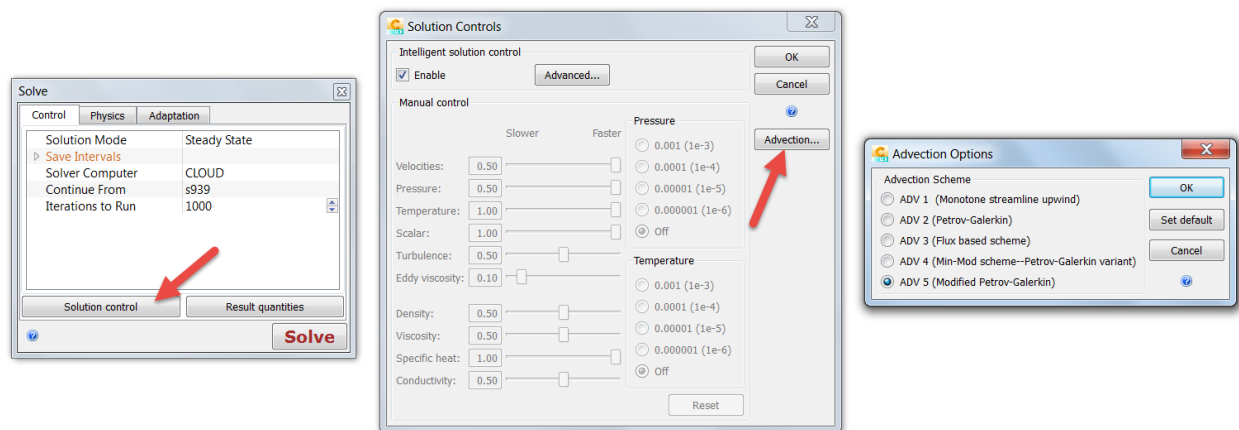 Solve
Control Physics Adaptation
Solution Mode Steady State
Save Intervals
Solver Computer CLOUD
Continue From s939
Iterations to Run 1000
Solution control Result quantities
Solve
Solution Controls
Intelligent solution control
Enable Advanced...
OK
Cancel
Advection...
Manual control
Slower Faster
Velocities: 0.50
Pressure: 0.50
Temperature: 1.00
Scalar: 1.00
Turbulence: 0.50
Eddy viscosity: 0.10
Density: 0.50
Viscosity: 0.50
Specific heat: 1.00
Conductivity: 0.50
Pressure
0.001 (1e-3)
0.0001 (1e-4)
0.00001 (1e-5)
0.000001 (1e-6)
Off
Temperature
0.001 (1e-3)
0.0001 (1e-4)
0.00001 (1e-5)
0.000001 (1e-6)
Off
Reset
Advection Options
Advection Scheme
ADV 1 (Monotone streamline upwind)
ADV 2 (Petrov-Galerkin)
ADV 3 (Flux based scheme)
ADV 4 (Min-Mod scheme--Petrov-Galerkin variant)
ADV 5 (Modified Petrov-Galerkin)
OK
Set default
Cancel